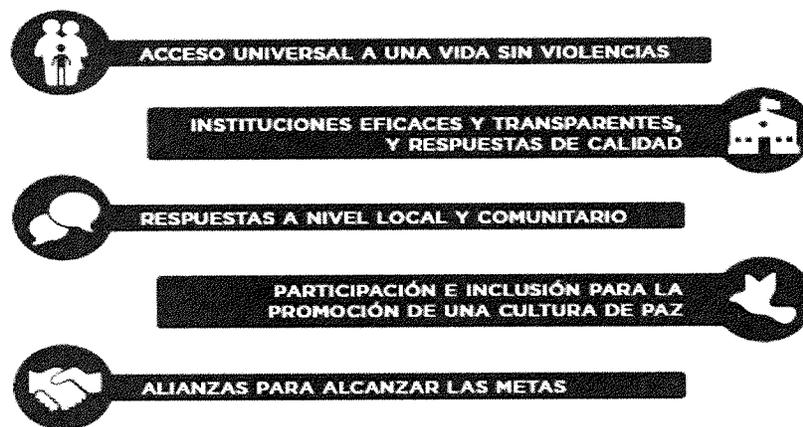 ACCESO UNIVERSAL A UNA VIDA SIN VIOLENCIAS
INSTITUCIONES EFICACES Y TRANSPARENTES,
Y RESPUESTAS DE CALIDAD
RESPUESTAS A NIVEL LOCAL Y COMUNITARIO
PARTICIPACIÓN E INCLUSIÓN PARA LA
PROMOCIÓN DE UNA CULTURA DE PAZ
ALIANZAS PARA ALCANZAR LAS METAS